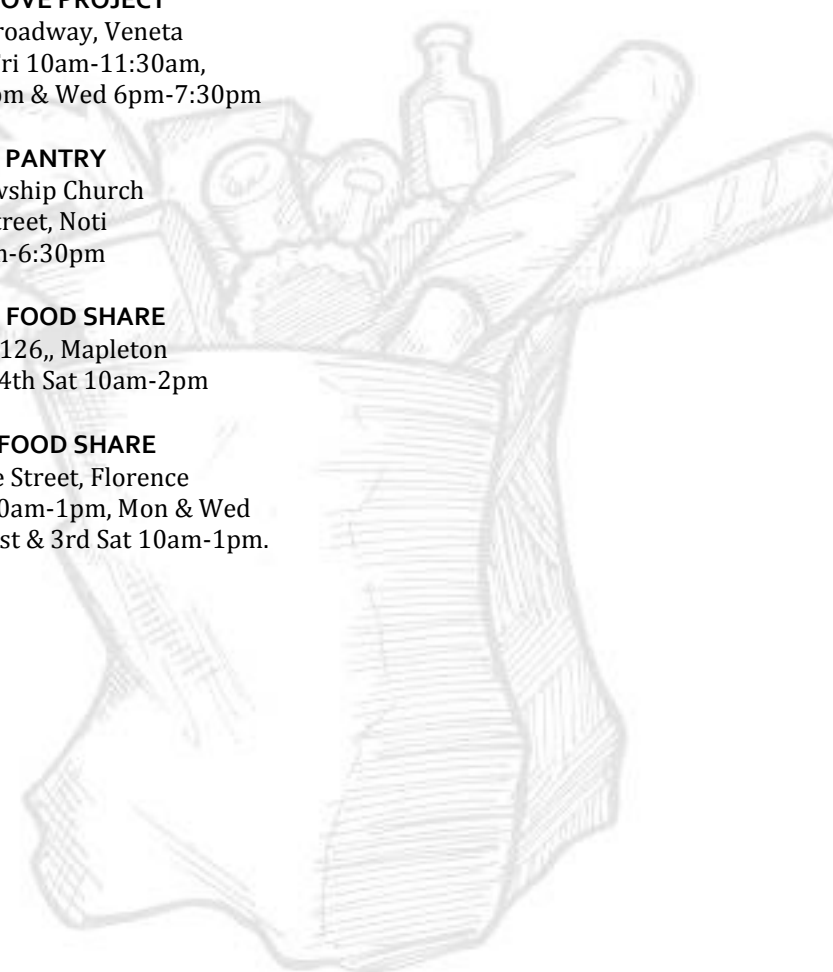 OVE PROJECT
roadway, Veneta
ri 10am-11:30am,
om & Wed 6pm-7:30pm
PANTRY
wship Church
treet, Noti
-6:30pm
FOOD SHARE
126,, Mapleton
4th Sat 10am-2pm
FOOD SHARE
e Street, Florence
0am-1pm, Mon & Wed
st & 3rd Sat 10am-1pm.